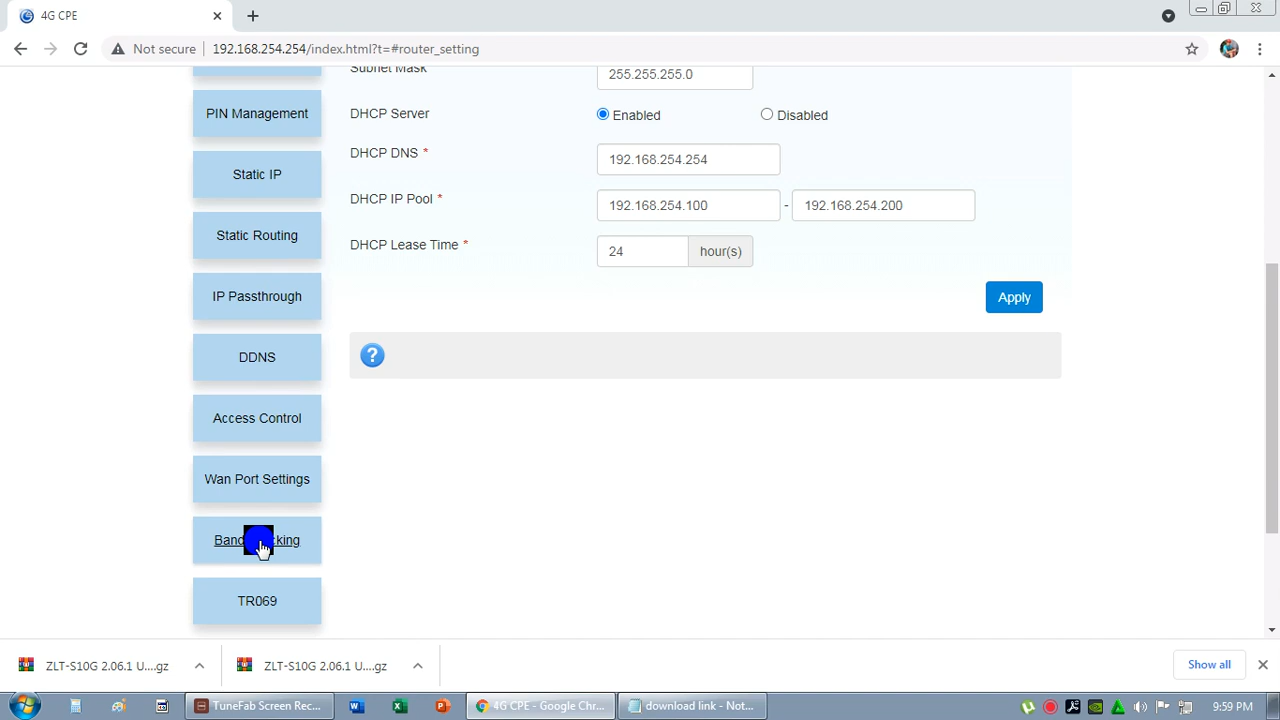 4G CPE
Not secure 192.168.254.254/index.html?t=#router_setting
Subnet Mask 255.255.255.0
PIN Management
DHCP Server Enabled Disabled
DHCP DNS * 192.168.254.254
Static IP
DHCP IP Pool * 192.168.254.100 - 192.168.254.200
Static Routing
DHCP Lease Time * 24 hour(s)
IP Passthrough
Apply
DDNS
?
Access Control
Wan Port Settings
TR069
ZLT-S10G 2.06.1 U....gz ZLT-S10G 2.06.1 U....gz Show all
TuneFab Screen Rec... 4G CPE - Google Chr... download link - Not... 9:59 PM